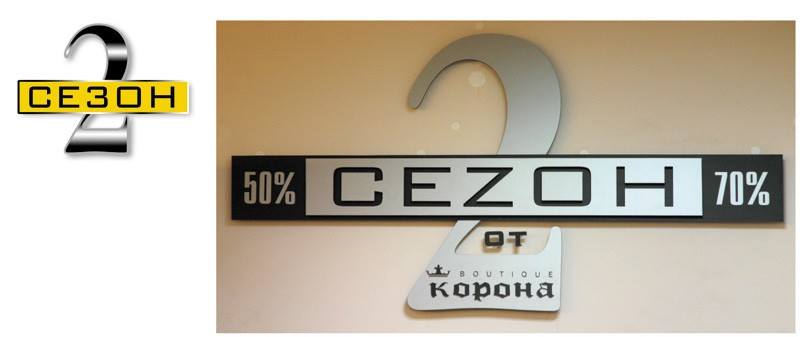 2
СЕЗОН
2
50% СЕZОН 70%
ОТ
BOUTIQUE
корона